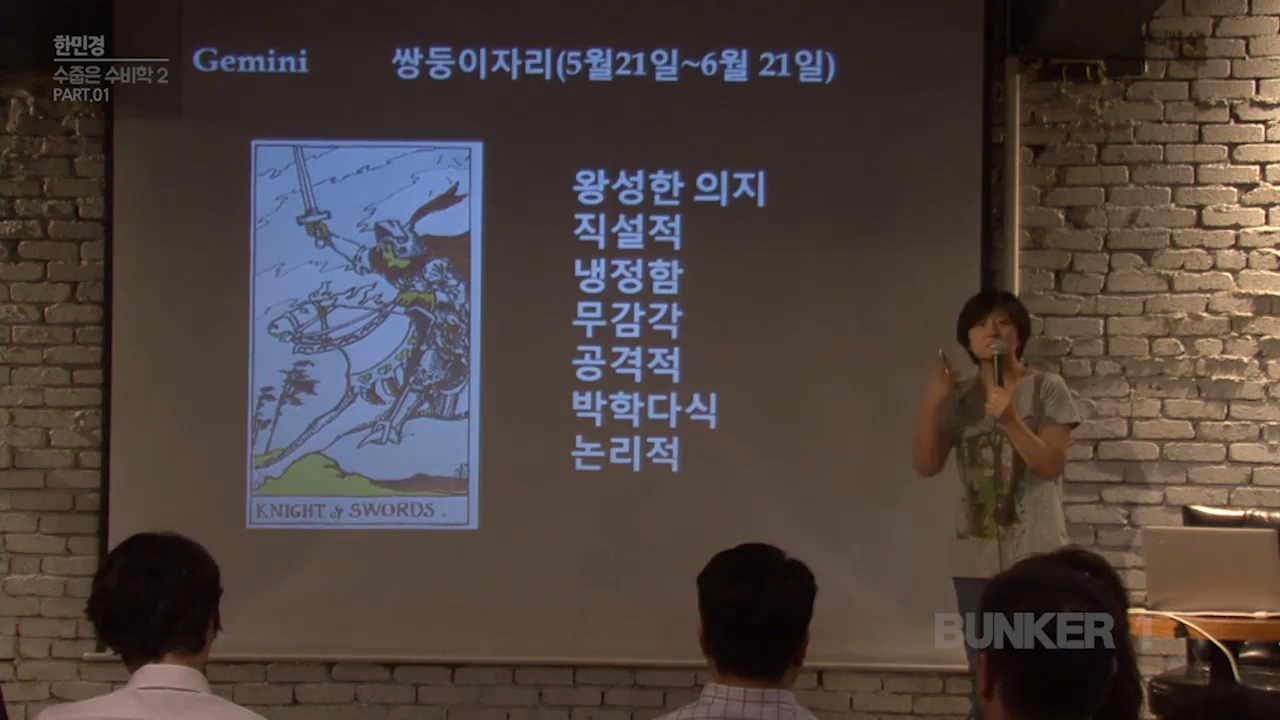 한민경
수줍은 수비학 2
PART.01
Gemini 쌍둥이자리(5월21일~6월 21일)
왕성한 의지
직설적
냉정함
무감각
공격적
박학다식
논리적
KNIGHT of SWORDS.
BUNKER 1